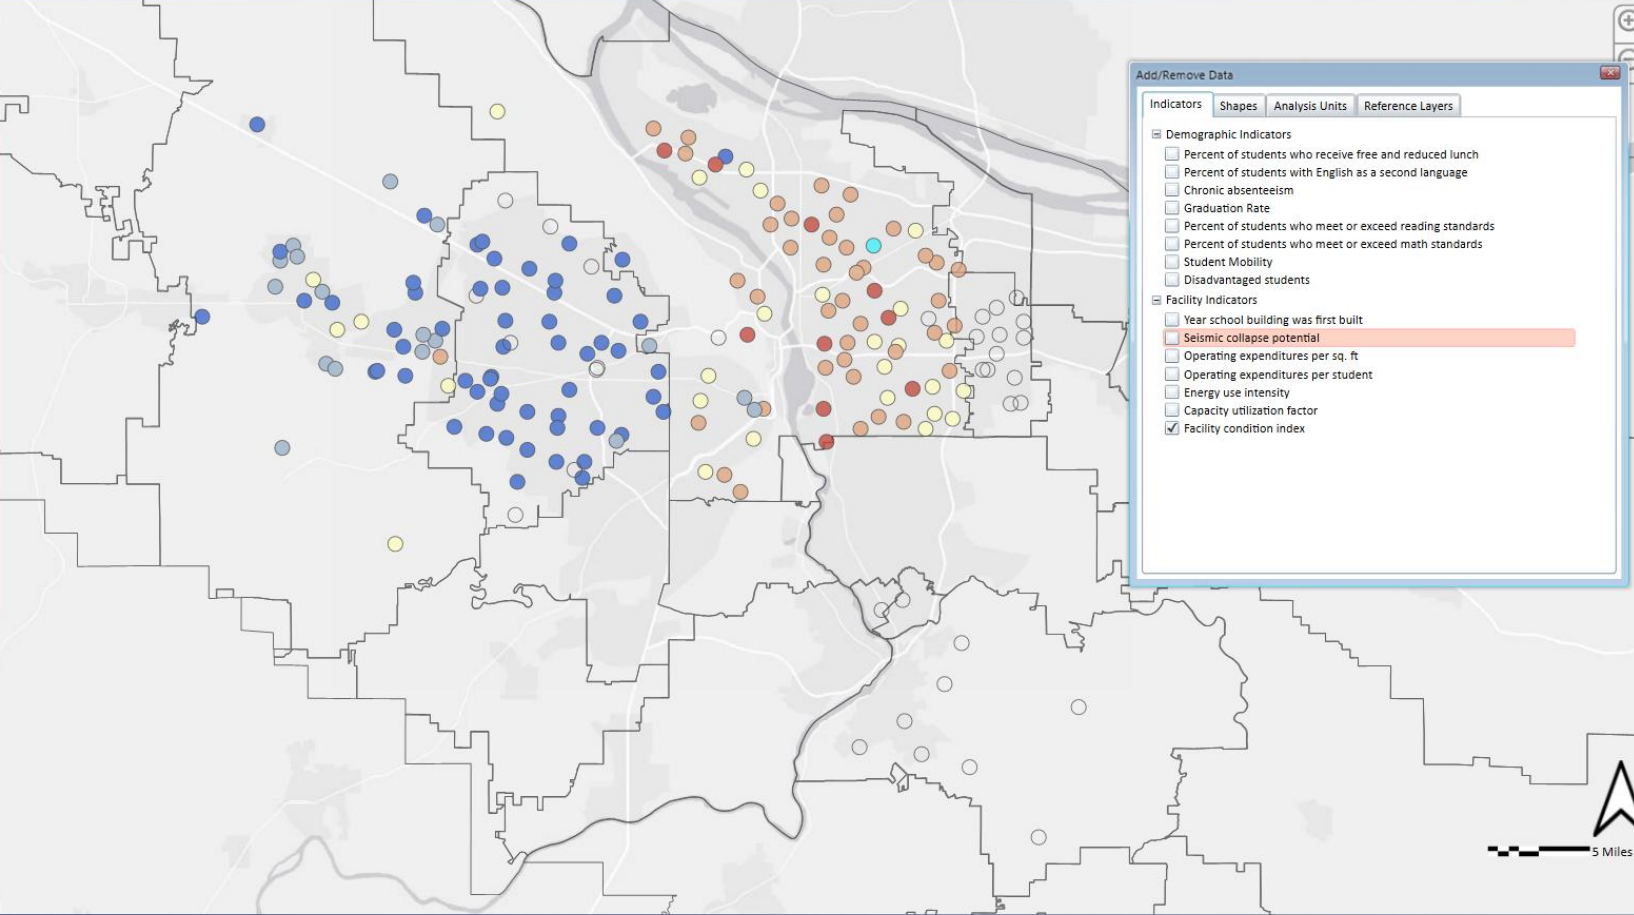 Add/Remove Data
Indicators Shapes Analysis Units Reference Layers
Demographic Indicators
Percent of students who receive free and reduced lunch
Percent of students with English as a second language
Chronic absenteeism
Graduation Rate
Percent of students who meet or exceed reading standards
Percent of students who meet or exceed math standards
Student Mobility
Disadvantaged students
Facility Indicators
Year school building was first built
Seismic collapse potential
Operating expenditures per sq. ft
Operating expenditures per student
Energy use intensity
Capacity utilization factor
Facility condition index
5 Miles